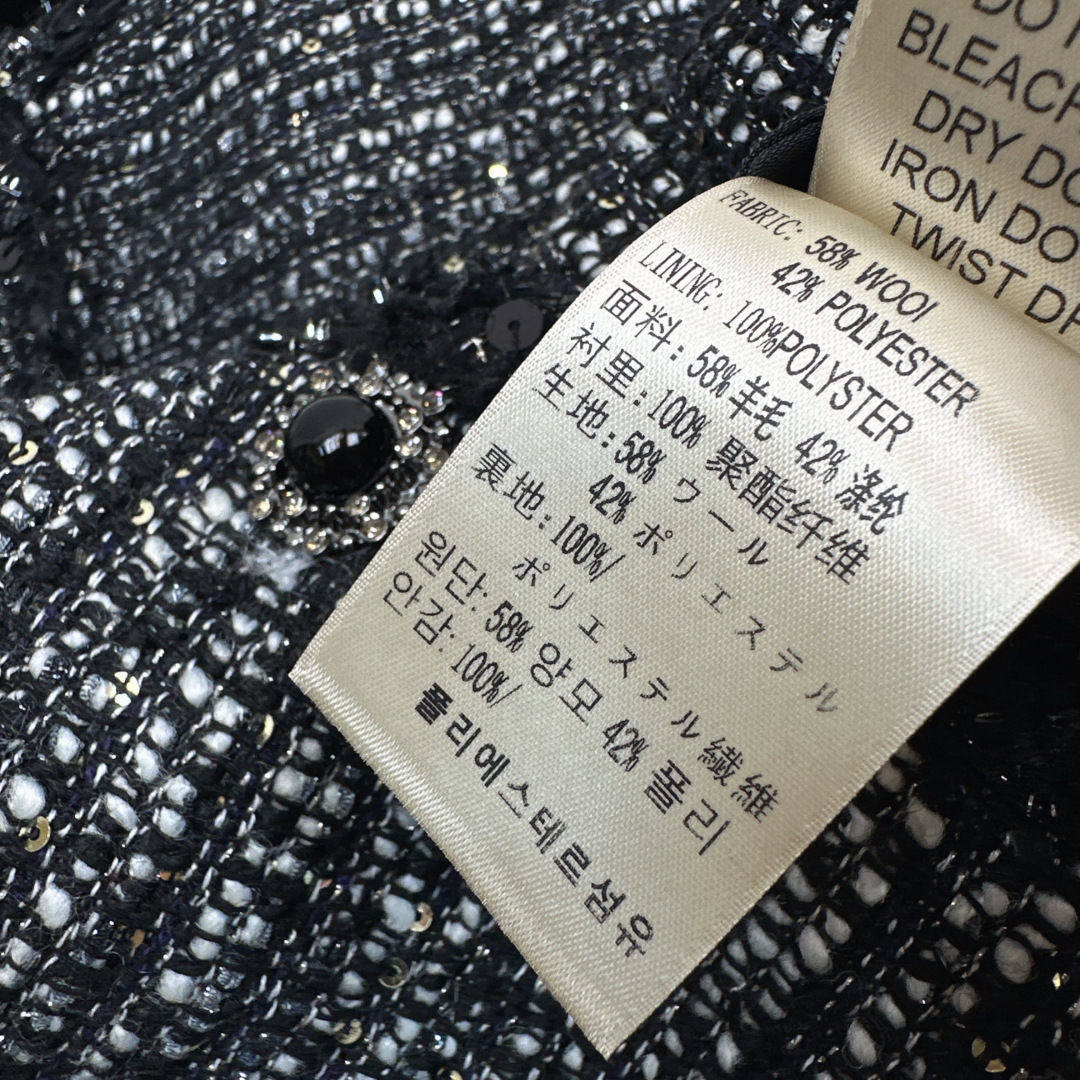 DO
BLEACH
DRY DO
IRON DO
TWIST DR
FABRIC: 58% WOOl
42% POLYESTER
LINING: 100%POLYSTER
面料: 58%羊毛 42%涤纶
衬里: 100% 聚酯纤维
生地: 58% ウール
42% ポリエステル
裏地: 100%/
ポリエステル繊維
원단: 58% 양모 42% 폴리
안감: 100%/
폴리에스테르섬유